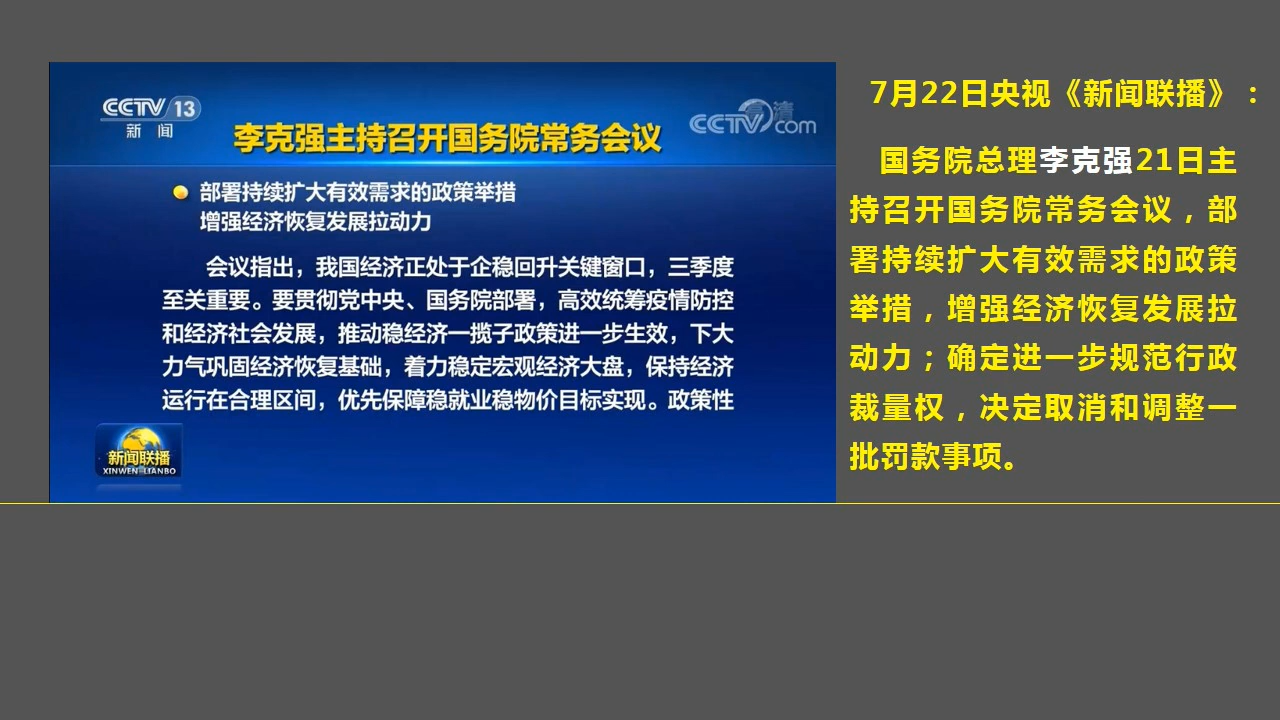 CCTV 13
新 闻
高清
CCTV.com
李克强主持召开国务院常务会议
部署持续扩大有效需求的政策举措
增强经济恢复发展拉动力
会议指出，我国经济正处于企稳回升关键窗口，三季度
至关重要。要贯彻党中央、国务院部署，高效统筹疫情防控
和经济社会发展，推动稳经济一揽子政策进一步生效，下大
力气巩固经济恢复基础，着力稳定宏观经济大盘，保持经济
运行在合理区间，优先保障稳就业稳物价目标实现。政策性
新闻联播
XINWEN LIANBO
7月22日央视《新闻联播》：
国务院总理李克强21日主
持召开国务院常务会议，部
署持续扩大有效需求的政策
举措，增强经济恢复发展拉
动力；确定进一步规范行政
裁量权，决定取消和调整一
批罚款事项。